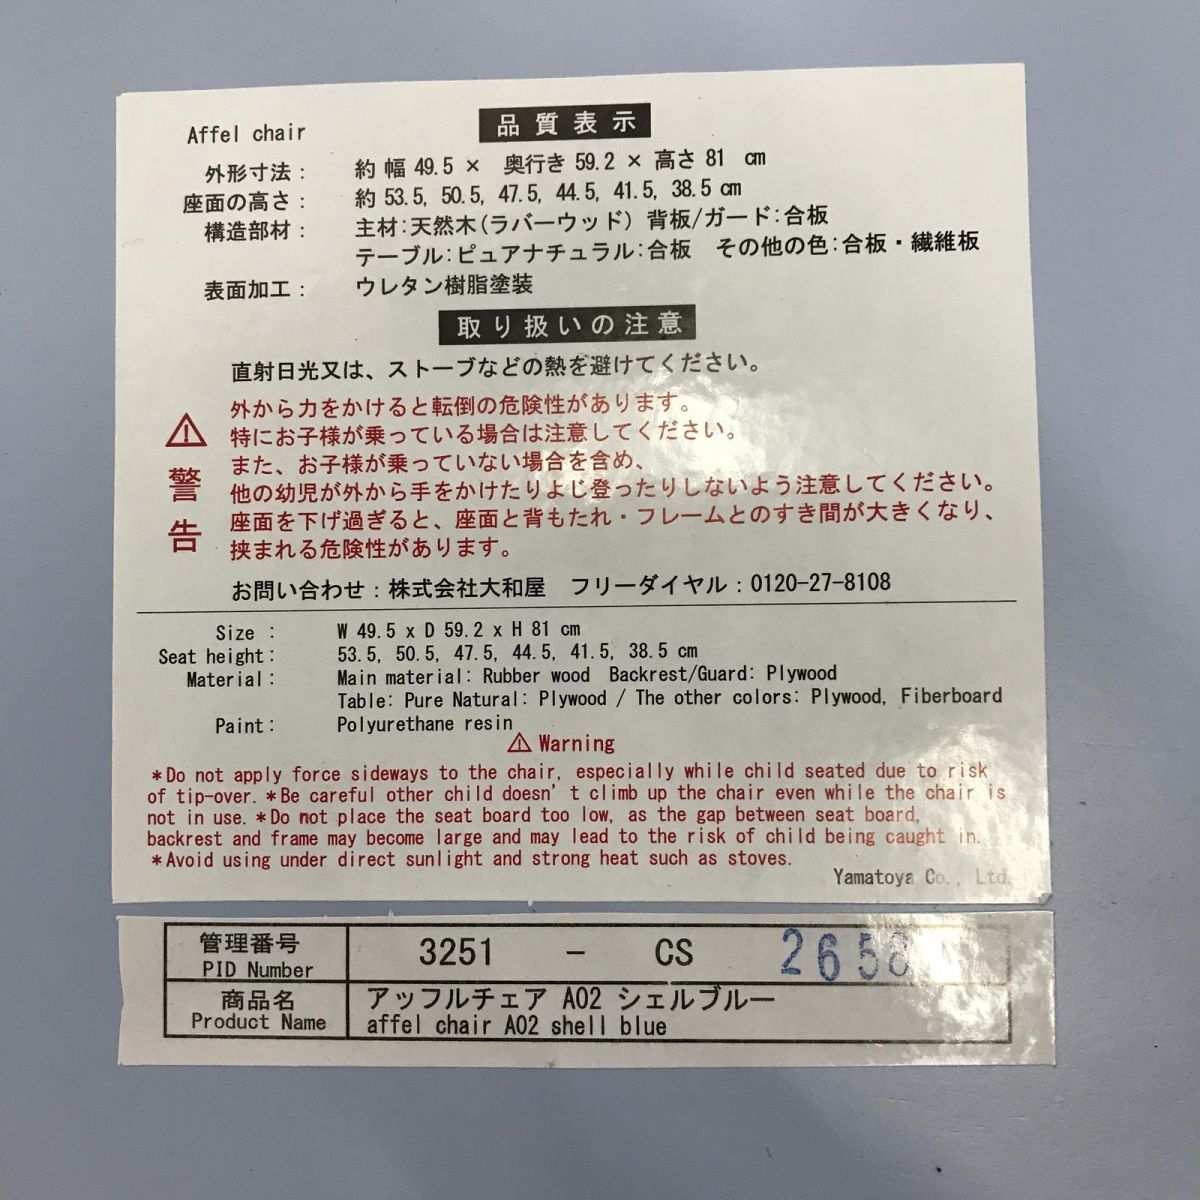 Affel chair
品質表示
外形寸法: 約 幅 49.5 × 奥行き 59.2 × 高さ 81 cm
座面の高さ: 約 53.5, 50.5, 47.5, 44.5, 41.5, 38.5 cm
構造部材: 主材:天然木(ラバーウッド) 背板/ガード:合板
テーブル:ピュアナチュラル:合板 その他の色:合板・繊維板
表面加工: ウレタン樹脂塗装
取り扱いの注意
直射日光又は、ストーブなどの熱を避けてください。
⚠ 警告
外から力をかけると転倒の危険性があります。
特にお子様が乗っている場合は注意してください。
また、お子様が乗っていない場合を含め、
他の幼児が外から手をかけたりよじ登ったりしないよう注意してください。
座面を下げ過ぎると、座面と背もたれ・フレームとのすき間が大きくなり、
挟まれる危険性があります。
お問い合わせ:株式会社大和屋 フリーダイヤル:0120-27-8108
Size : W 49.5 x D 59.2 x H 81 cm
Seat height: 53.5, 50.5, 47.5, 44.5, 41.5, 38.5 cm
Material: Main material: Rubber wood Backrest/Guard: Plywood
Table: Pure Natural: Plywood / The other colors: Plywood, Fiberboard
Paint: Polyurethane resin
⚠ Warning
*Do not apply force sideways to the chair, especially while child seated due to risk
of tip-over. *Be careful other child doesn't climb up the chair even while the chair is
not in use. *Do not place the seat board too low, as the gap between seat board,
backrest and frame may become large and may lead to the risk of child being caught in.
*Avoid using under direct sunlight and strong heat such as stoves.
Yamatoya Co., Ltd.
管理番号 3251 - CS 2658
PID Number
商品名 アッフルチェア A02 シェルブルー
Product Name affel chair A02 shell blue